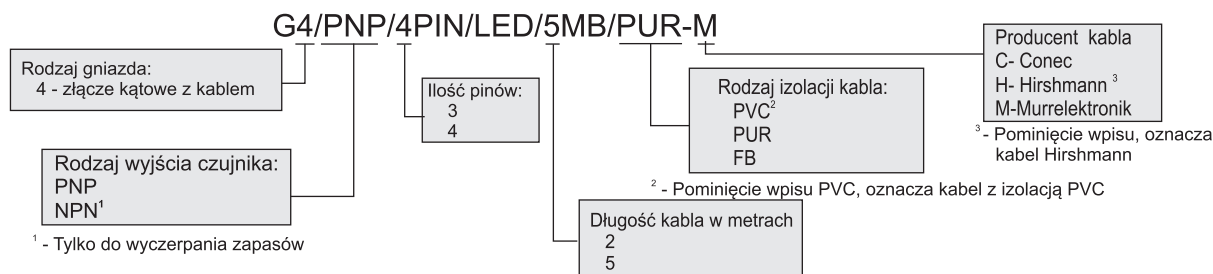 G4/PNP/4PIN/LED/5MB/PUR-M
Rodzaj gniazda:
4 - złącze kątowe z kablem
Rodzaj wyjścia czujnika:
PNP
NPN¹
¹ - Tylko do wyczerpania zapasów
Ilość pinów:
3
4
Długość kabla w metrach
2
5
Rodzaj izolacji kabla:
PVC²
PUR
FB
² - Pominięcie wpisu PVC, oznacza kabel z izolacją PVC
Producent kabla
C- Conec
H- Hirshmann ³
M-Murrelektronik
³ - Pominięcie wpisu, oznacza
kabel Hirshmann